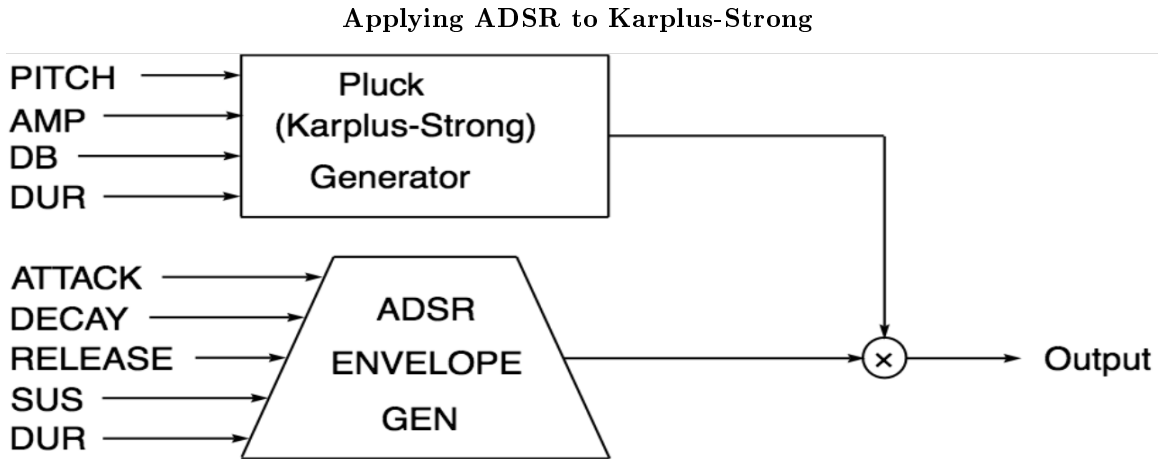 Applying ADSR to Karplus-Strong
PITCH
AMP
DB
DUR
Pluck
(Karplus-Strong)
Generator
ATTACK
DECAY
RELEASE
SUS
DUR
ADSR
ENVELOPE
GEN
×
Output